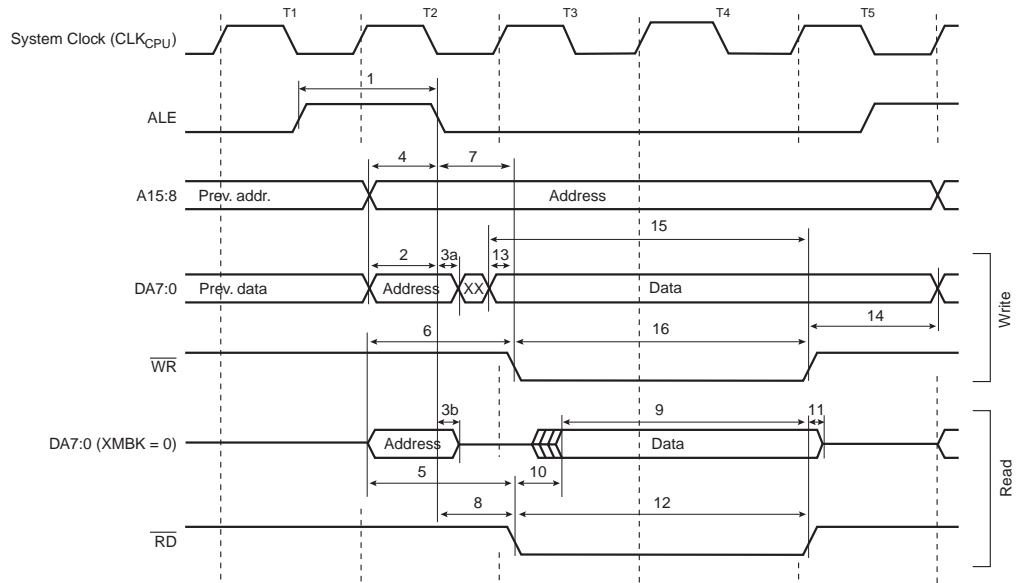 T1 T2 T3 T4 T5
System Clock (CLKCPU)
1
ALE
4 7
A15:8 Prev. addr. Address
15
2 3a 13
DA7:0 Prev. data Address XX Data
14
6 16
WR
Write
3b 9 11
DA7:0 (XMBK = 0) Address Data
5 10
8 12
RD
Read